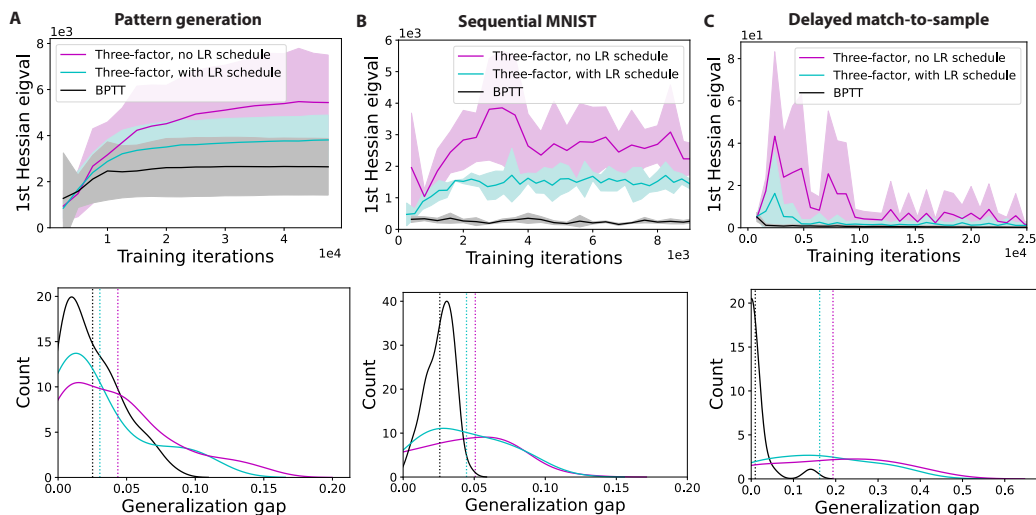 A
Pattern generation
1e3
8
6
4
2
0
1st Hessian eigval
Three-factor, no LR schedule
Three-factor, with LR schedule
BPTT
1
2
3
4
1e4
Training iterations
20
15
10
5
0
Count
0.00
0.05
0.10
0.15
0.20
Generalization gap
B
Sequential MNIST
1e3
6
5
4
3
2
1
0
1st Hessian eigval
Three-factor, no LR schedule
Three-factor, with LR schedule
BPTT
0
2
4
6
8
1e3
Training iterations
40
30
20
10
0
Count
0.00
0.05
0.10
0.15
0.20
Generalization gap
C
Delayed match-to-sample
1e1
8
6
4
2
0
1st Hessian eigval
Three-factor, no LR schedule
Three-factor, with LR schedule
BPTT
0.0
0.5
1.0
1.5
2.0
2.5
1e4
Training iterations
20
15
10
5
0
Count
0.0
0.1
0.2
0.3
0.4
0.5
0.6
Generalization gap